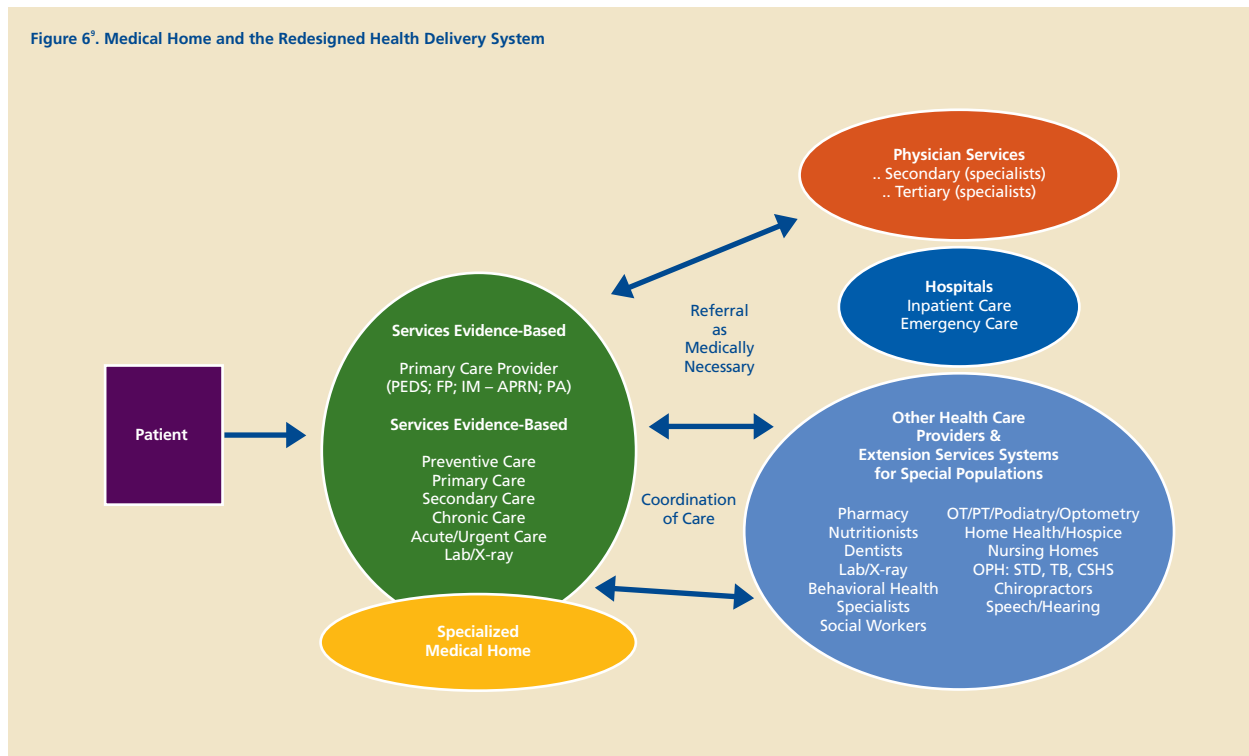 Figure 6⁹. Medical Home and the Redesigned Health Delivery System
Patient
Services Evidence-Based
Primary Care Provider
(PEDS; FP; IM – APRN; PA)
Services Evidence-Based
Preventive Care
Primary Care
Secondary Care
Chronic Care
Acute/Urgent Care
Lab/X-ray
Specialized
Medical Home
Referral
as
Medically
Necessary
Coordination
of Care
Physician Services
.. Secondary (specialists)
.. Tertiary (specialists)
Hospitals
Inpatient Care
Emergency Care
Other Health Care
Providers &
Extension Services Systems
for Special Populations
Pharmacy
Nutritionists
Dentists
Lab/X-ray
Behavioral Health
Specialists
Social Workers
OT/PT/Podiatry/Optometry
Home Health/Hospice
Nursing Homes
OPH: STD, TB, CSHS
Chiropractors
Speech/Hearing